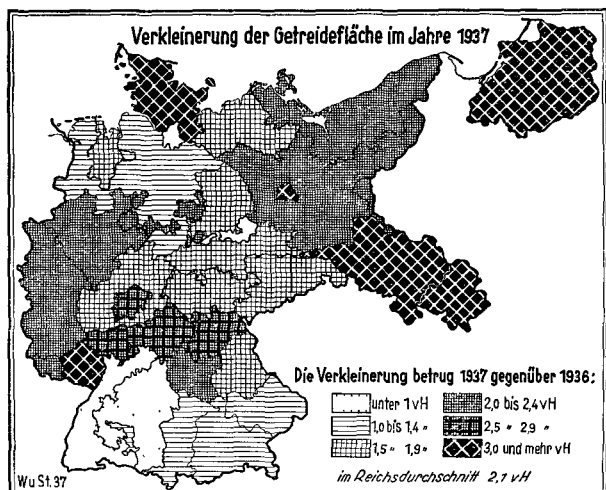 Verkleinerung der Getreidefläche im Jahre 1937
Die Verkleinerung betrug 1937 gegenüber 1936:
unter 1 vH
1,0 bis 1,4 "
1,5 " 1,9 "
2,0 bis 2,4 vH
2,5 " 2,9 "
3,0 und mehr vH
im Reichsdurchschnitt 2,1 vH
W u St. 37